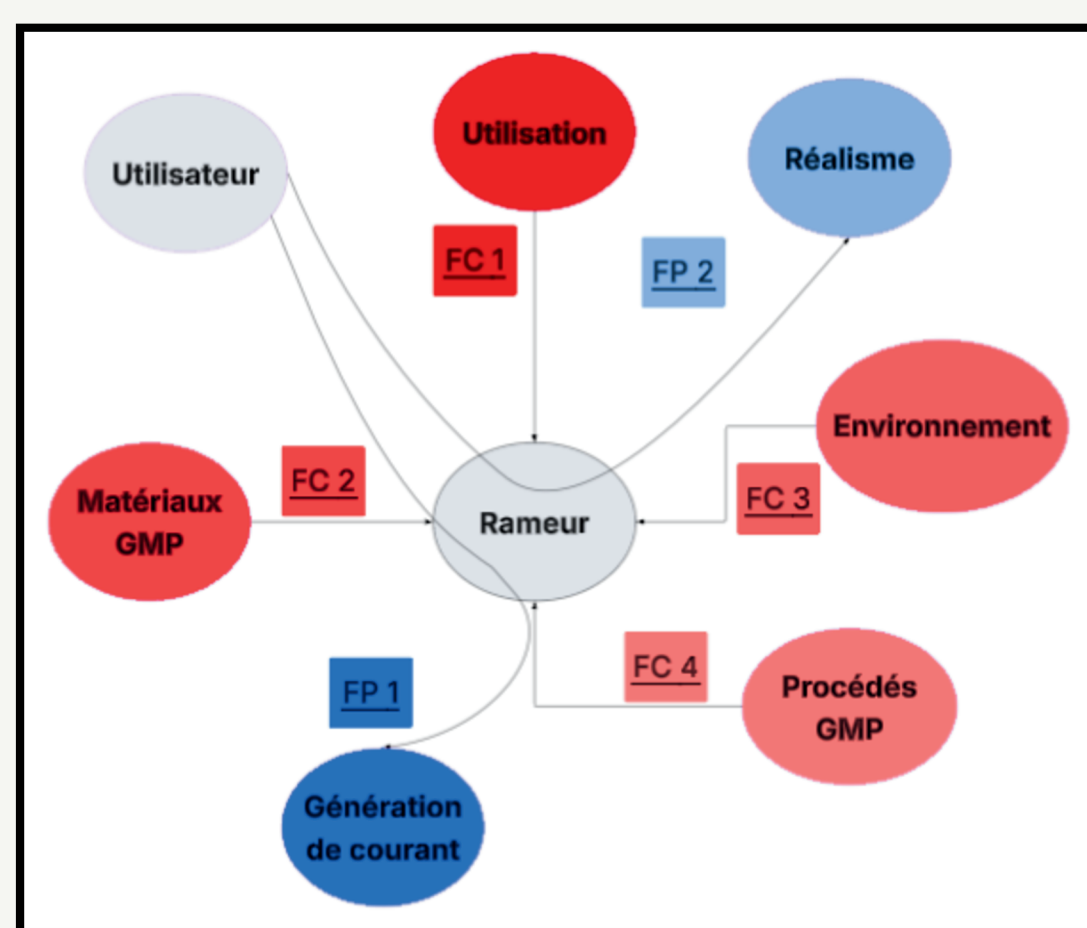 Utilisation
Réalisme
Utilisateur
FC 1
FP 2
Environnement
FC 2
FC 3
Matériaux
GMP
Rameur
FC 4
FP 1
Procédés
GMP
Génération
de courant